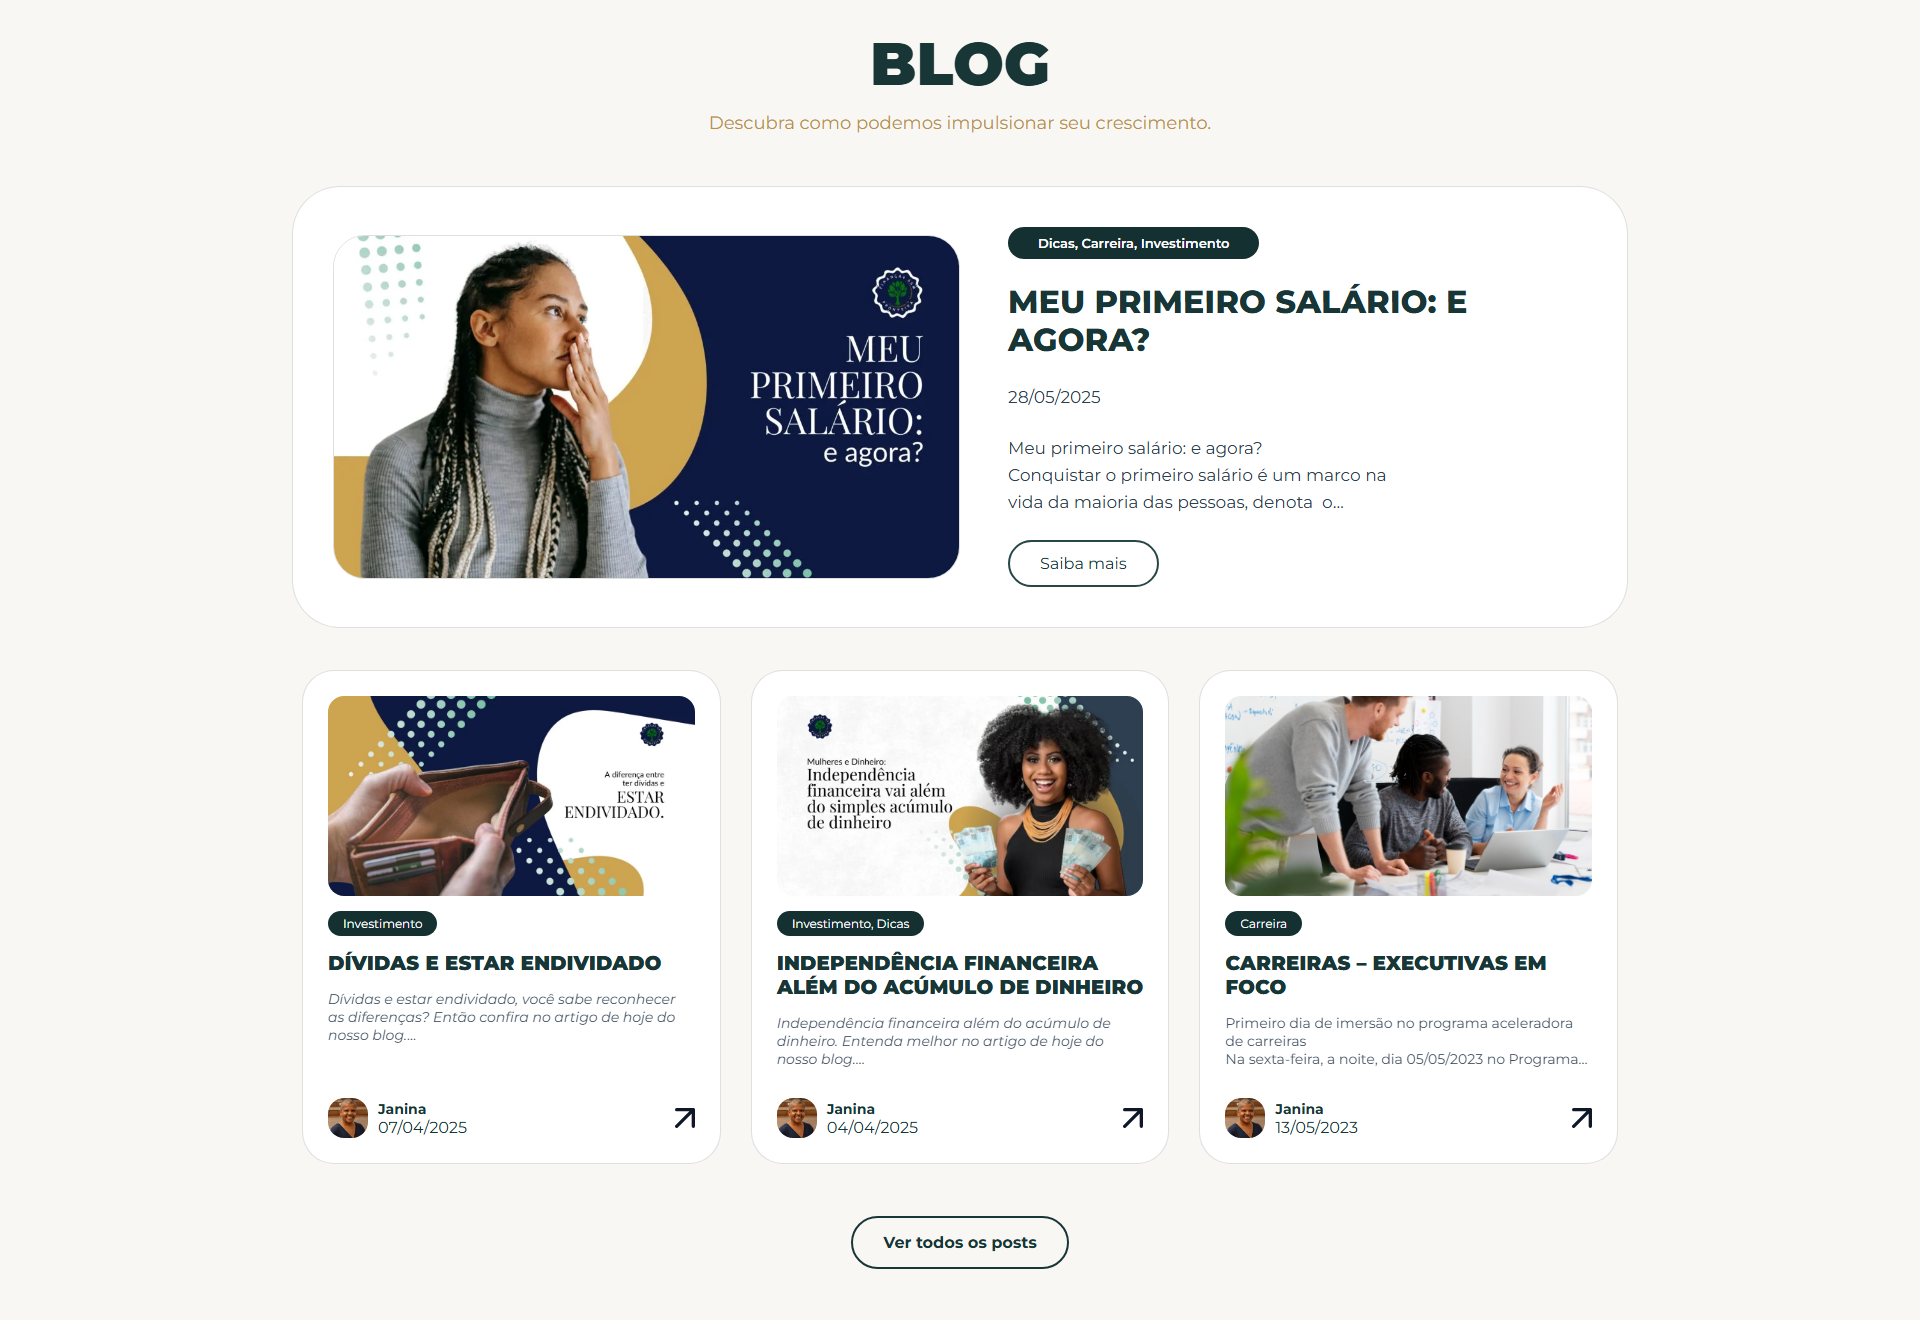 BLOG
Descubra como podemos impulsionar seu crescimento.
MEU
PRIMEIRO
SALÁRIO:
e agora?
Dicas, Carreira, Investimento
MEU PRIMEIRO SALÁRIO: E
AGORA?
28/05/2025
Meu primeiro salário: e agora?
Conquistar o primeiro salário é um marco na
vida da maioria das pessoas, denota  o...
Saiba mais
A diferença entre
ter dívidas e
ESTAR
ENDIVIDADO.
Investimento
DÍVIDAS E ESTAR ENDIVIDADO
Dívidas e estar endividado, você sabe reconhecer
as diferenças? Então confira no artigo de hoje do
nosso blog....
Janina
07/04/2025
Mulheres e Dinheiro:
Independência
financeira vai além
do simples acúmulo
de dinheiro
Investimento, Dicas
INDEPENDÊNCIA FINANCEIRA
ALÉM DO ACÚMULO DE DINHEIRO
Independência financeira além do acúmulo de
dinheiro. Entenda melhor no artigo de hoje do
nosso blog....
Janina
04/04/2025
Carreira
CARREIRAS – EXECUTIVAS EM
FOCO
Primeiro dia de imersão no programa aceleradora
de carreiras
Na sexta-feira, a noite, dia 05/05/2023 no Programa...
Janina
13/05/2023
Ver todos os posts